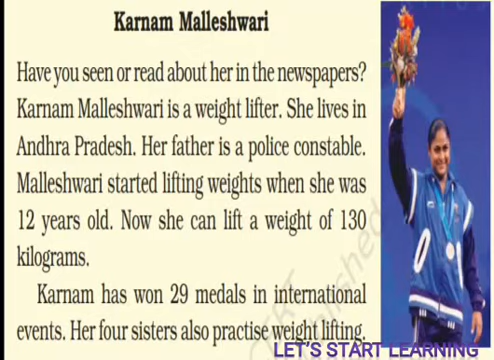 Karnam Malleshwari
Have you seen or read about her in the newspapers?
Karnam Malleshwari is a weight lifter. She lives in
Andhra Pradesh. Her father is a police constable.
Malleshwari started lifting weights when she was
12 years old. Now she can lift a weight of 130
kilograms.
Karnam has won 29 medals in international
events. Her four sisters also practise weight lifting.
LET'S START LEARNING